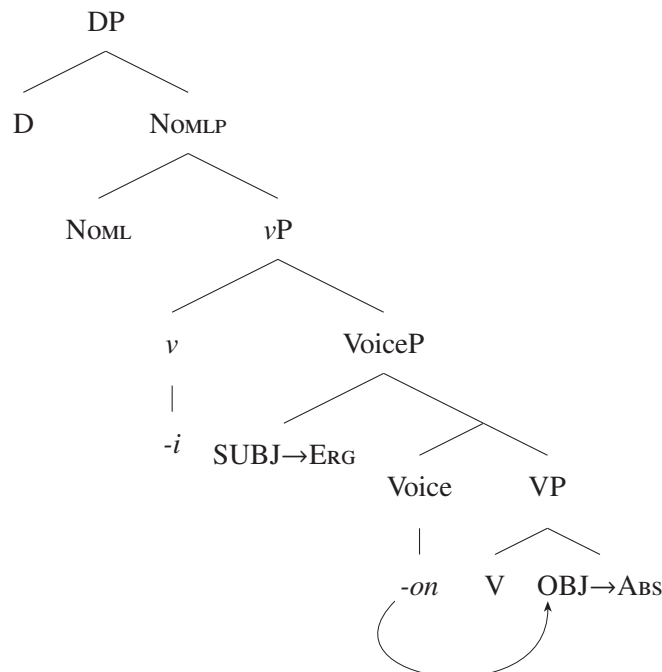 DP
D NOMLP
NOML vP
v VoiceP
-i SUBJ→ERG
Voice VP
-on V OBJ→ABS